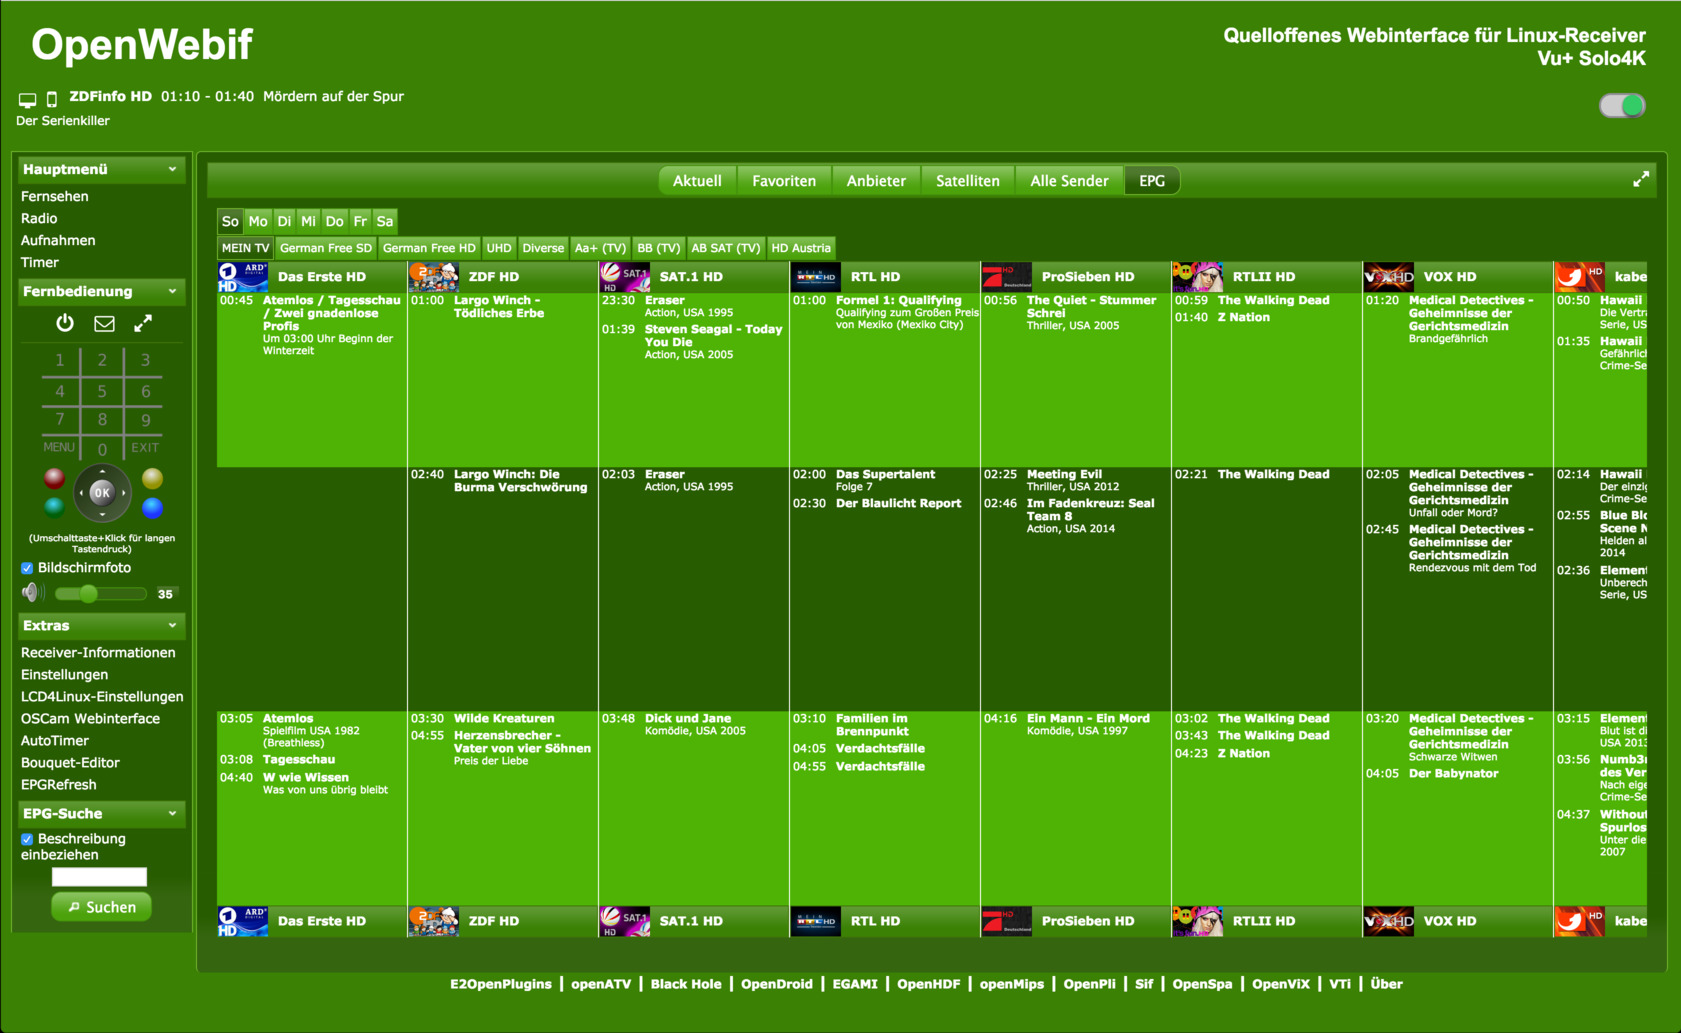 OpenWebif
Quelloffenes Webinterface für Linux-Receiver
Vu+ Solo4K
ZDFinfo HD 01:10 - 01:40 Mördern auf der Spur
Der Serienkiller
Hauptmenü
Fernsehen
Radio
Aufnahmen
Timer
Fernbedienung
1 2 3
4 5 6
7 8 9
MENU 0 EXIT
OK
(Umschalttaste+Klick für langen
Tastendruck)
Bildschirmfoto
35
Extras
Receiver-Informationen
Einstellungen
LCD4Linux-Einstellungen
OSCam Webinterface
AutoTimer
Bouquet-Editor
EPGRefresh
EPG-Suche
Beschreibung
einbeziehen
Suchen
Aktuell Favoriten Anbieter Satelliten Alle Sender EPG
So Mo Di Mi Do Fr Sa
MEIN TV German Free SD German Free HD UHD Diverse Aa+ (TV) BB (TV) AB SAT (TV) HD Austria
Das Erste HD ZDF HD SAT.1 HD RTL HD ProSieben HD RTLII HD VOX HD kabe
00:45 Atemlos / Tagesschau
/ Zwei gnadenlose
Profis
Um 03:00 Uhr Beginn der
Winterzeit
01:00 Largo Winch -
Tödliches Erbe
23:30 Eraser
Action, USA 1995
01:39 Steven Seagal - Today
You Die
Action, USA 2005
01:00 Formel 1: Qualifying
Qualifying zum Großen Preis
von Mexiko (Mexiko City)
00:56 The Quiet - Stummer
Schrei
Thriller, USA 2005
00:59 The Walking Dead
01:40 Z Nation
01:20 Medical Detectives -
Geheimnisse der
Gerichtsmedizin
Brandgefährlich
00:50 Hawaii
Die Vertra
Serie, US
01:35 Hawaii
Gefährlich
Crime-Se
02:40 Largo Winch: Die
Burma Verschwörung
02:03 Eraser
Action, USA 1995
02:00 Das Supertalent
Folge 7
02:30 Der Blaulicht Report
02:25 Meeting Evil
Thriller, USA 2012
02:46 Im Fadenkreuz: Seal
Team 8
Action, USA 2014
02:21 The Walking Dead
02:05 Medical Detectives -
Geheimnisse der
Gerichtsmedizin
Unfall oder Mord?
02:45 Medical Detectives -
Geheimnisse der
Gerichtsmedizin
Rendezvous mit dem Tod
02:14 Hawaii
Der einzig
Crime-Se
02:55 Blue Blo
Scene N
Helden al
2014
02:36 Element
Unberech
Serie, US
03:05 Atemlos
Spielfilm USA 1982
(Breathless)
03:08 Tagesschau
04:40 W wie Wissen
Was von uns übrig bleibt
03:30 Wilde Kreaturen
04:55 Herzensbrecher -
Vater von vier Söhnen
Preis der Liebe
03:48 Dick und Jane
Komödie, USA 2005
03:10 Familien im
Brennpunkt
04:05 Verdachtsfälle
04:55 Verdachtsfälle
04:16 Ein Mann - Ein Mord
Komödie, USA 1997
03:02 The Walking Dead
03:43 The Walking Dead
04:23 Z Nation
03:20 Medical Detectives -
Geheimnisse der
Gerichtsmedizin
Schwarze Witwen
04:05 Der Babynator
03:15 Element
Blut ist di
USA 2013
03:56 Numb3r
des Ver
Nach eige
Crime-Se
04:37 Without
Spurlos
Unter die
2007
Das Erste HD ZDF HD SAT.1 HD RTL HD ProSieben HD RTLII HD VOX HD kabe
E2OpenPlugins | openATV | Black Hole | OpenDroid | EGAMI | OpenHDF | openMips | OpenPli | Sif | OpenSpa | OpenViX | VTi | Über